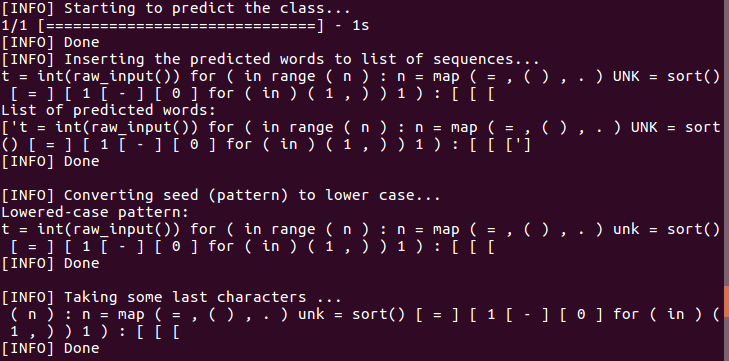 [INFO] Starting to predict the class...
1/1 [==============================] - 1s
[INFO] Done
[INFO] Inserting the predicted words to list of sequences...
t = int(raw_input()) for ( in range ( n ) : n = map ( = , ( ) , . ) UNK = sort()
 [ = ] [ 1 [ - ] [ 0 ] for ( in ) ( 1 , ) ) 1 ) : [ [ [
List of predicted words:
['t = int(raw_input()) for ( in range ( n ) : n = map ( = , ( ) , . ) UNK = sort
() [ = ] [ 1 [ - ] [ 0 ] for ( in ) ( 1 , ) ) 1 ) : [ [ [']
[INFO] Done

[INFO] Converting seed (pattern) to lower case...
Lowered-case pattern:
t = int(raw_input()) for ( in range ( n ) : n = map ( = , ( ) , . ) unk = sort()
 [ = ] [ 1 [ - ] [ 0 ] for ( in ) ( 1 , ) ) 1 ) : [ [ [
[INFO] Done

[INFO] Taking some last characters ...
 ( n ) : n = map ( = , ( ) , . ) unk = sort() [ = ] [ 1 [ - ] [ 0 ] for ( in ) (
1 , ) ) 1 ) : [ [ [
[INFO] Done